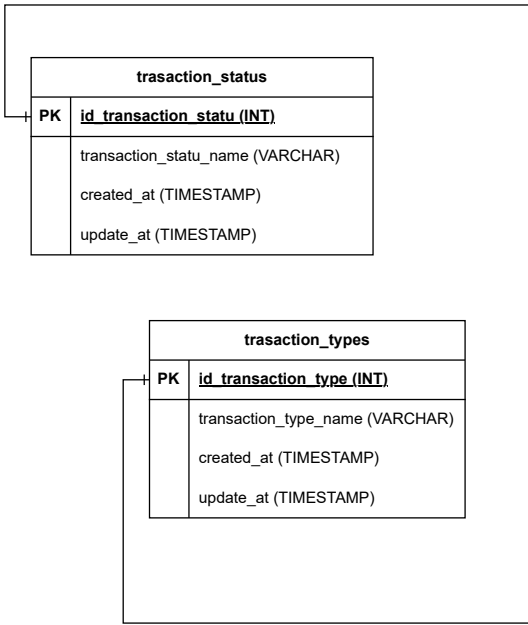 trasaction_status
PK id_transaction_statu (INT)
transaction_statu_name (VARCHAR)
created_at (TIMESTAMP)
update_at (TIMESTAMP)
trasaction_types
PK id_transaction_type (INT)
transaction_type_name (VARCHAR)
created_at (TIMESTAMP)
update_at (TIMESTAMP)